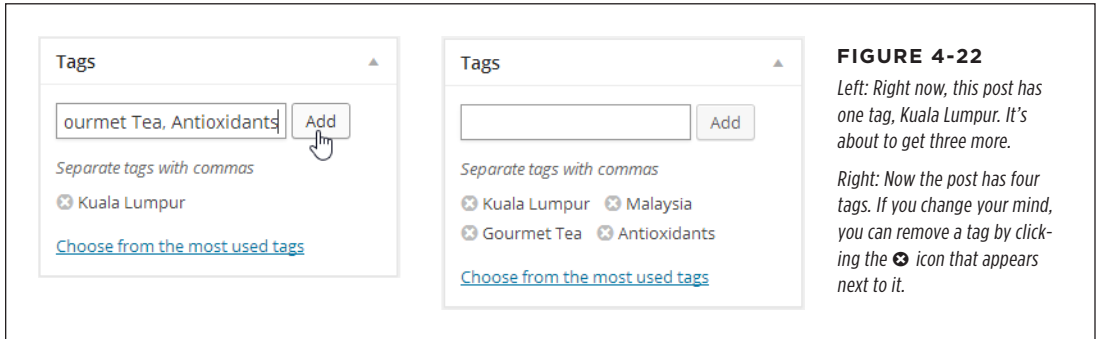 Tags
ourmet Tea, Antioxidants
Add
Separate tags with commas
Kuala Lumpur
Choose from the most used tags
Tags
Add
Separate tags with commas
Kuala Lumpur Malaysia
Gourmet Tea Antioxidants
Choose from the most used tags
FIGURE 4-22
Left: Right now, this post has
one tag, Kuala Lumpur. It's
about to get three more.
Right: Now the post has four
tags. If you change your mind,
you can remove a tag by click-
ing the icon that appears
next to it.